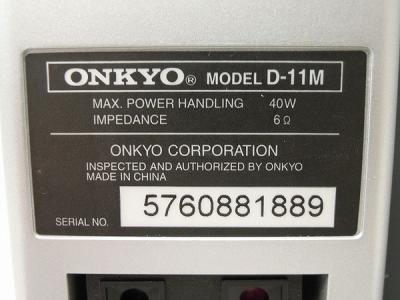 ONKYO® MODEL D-11M
MAX. POWER HANDLING 40W
IMPEDANCE 6Ω
ONKYO CORPORATION
INSPECTED AND AUTHORIZED BY ONKYO
MADE IN CHINA
SERIAL NO. 5760881889